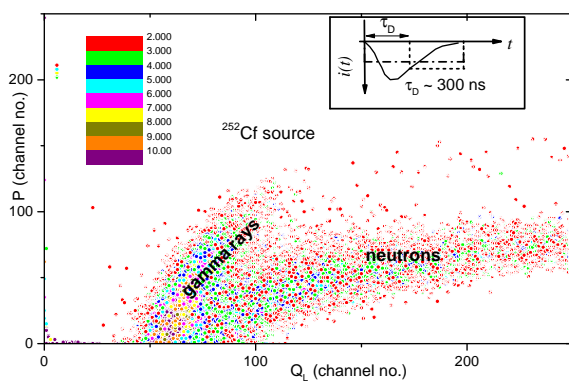 P (channel no.)
200
100
0
2.000
3.000
4.000
5.000
6.000
7.000
8.000
9.000
10.00
252Cf source
τD
t
i(t)
τD ~ 300 ns
gamma rays
neutrons
0
100
200
QL (channel no.)